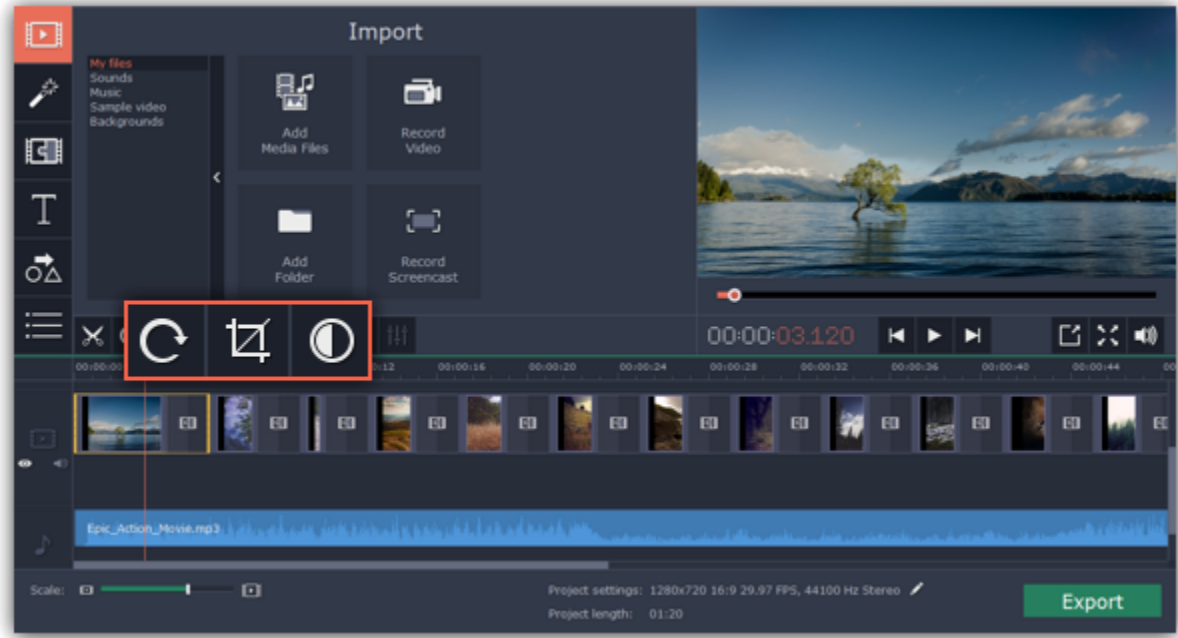 Import
My files
Sounds
Music
Sample video
Backgrounds
Add
Media Files
Record
Video
Add
Folder
Record
Screencast
T
00:00:03.120
00:00:16
00:00:20
00:00:24
00:00:28
00:00:32
00:00:36
00:00:40
00:00:44
Epic_Action_Movie.mp3
Scale:
Project settings: 1280x720 16:9 29.97 FPS, 44100 Hz Stereo
Project length: 01:20
Export